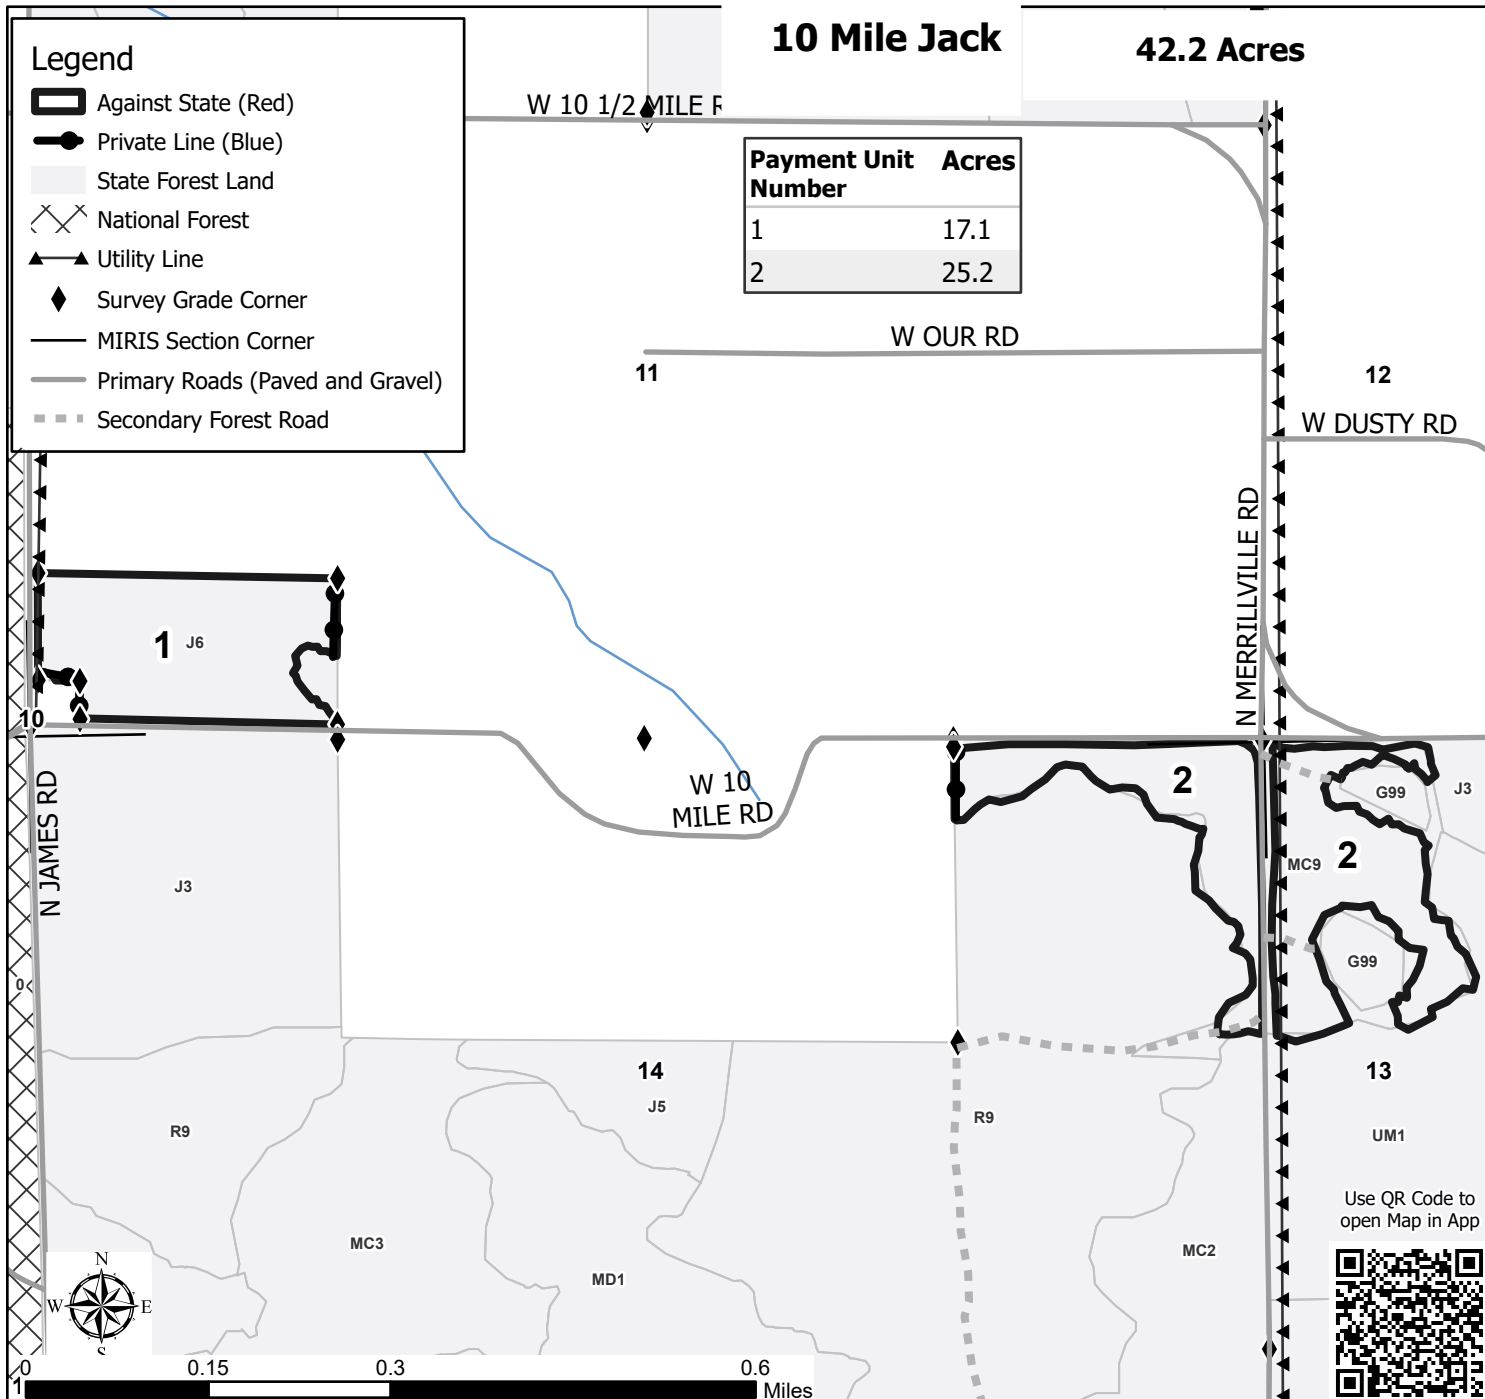 10 Mile Jack
42.2 Acres
Legend
Against State (Red)
Private Line (Blue)
State Forest Land
National Forest
Utility Line
Survey Grade Corner
MIRIS Section Corner
Primary Roads (Paved and Gravel)
Secondary Forest Road
W 10 1/2 MILE R
Payment Unit Acres
Number
1 17.1
2 25.2
W OUR RD
11
12
W DUSTY RD
N MERRILLVILLE RD
1 J6
10
N JAMES RD
W 10
MILE RD
2
G99
J3
MC9 2
J3
G99
0
14
13
J5
R9
R9
UM1
MC3
MD1
MC2
Use QR Code to
open Map in App
N
W E
S
0 0.15 0.3 0.6
1
Miles